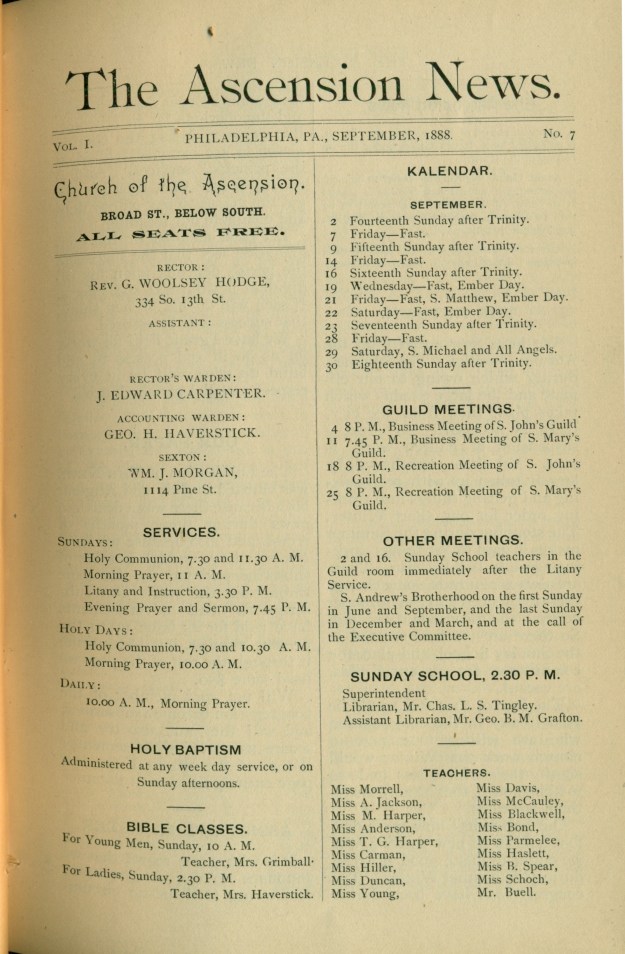 The Ascension News.
VOL. I. PHILADELPHIA, PA., SEPTEMBER, 1888. No. 7
Church of the Ascension.
BROAD ST., BELOW SOUTH.
ALL SEATS FREE.
RECTOR:
REV. G. WOOLSEY HODGE,
334 So. 13th St.
ASSISTANT:
RECTOR'S WARDEN:
J. EDWARD CARPENTER.
ACCOUNTING WARDEN:
GEO. H. HAVERSTICK.
SEXTON:
WM. J. MORGAN,
1114 Pine St.
SERVICES.
SUNDAYS:
Holy Communion, 7.30 and 11.30 A. M.
Morning Prayer, 11 A. M.
Litany and Instruction, 3.30 P. M.
Evening Prayer and Sermon, 7.45 P. M.
HOLY DAYS:
Holy Communion, 7.30 and 10.30 A. M.
Morning Prayer, 10.00 A. M.
DAILY:
10.00 A. M., Morning Prayer.
HOLY BAPTISM
Administered at any week day service, or on
Sunday afternoons.
BIBLE CLASSES.
For Young Men, Sunday, 10 A. M.
Teacher, Mrs. Grimball.
For Ladies, Sunday, 2.30 P. M.
Teacher, Mrs. Haverstick.
KALENDAR.
SEPTEMBER.
2 Fourteenth Sunday after Trinity.
7 Friday—Fast.
9 Fifteenth Sunday after Trinity.
14 Friday—Fast.
16 Sixteenth Sunday after Trinity.
19 Wednesday—Fast, Ember Day.
21 Friday—Fast, S. Matthew, Ember Day.
22 Saturday—Fast, Ember Day.
23 Seventeenth Sunday after Trinity.
28 Friday—Fast.
29 Saturday, S. Michael and All Angels.
30 Eighteenth Sunday after Trinity.
GUILD MEETINGS.
4 8 P. M., Business Meeting of S. John's Guild
11 7.45 P. M., Business Meeting of S. Mary's
Guild.
18 8 P. M., Recreation Meeting of S. John's
Guild.
25 8 P. M., Recreation Meeting of S. Mary's
Guild.
OTHER MEETINGS.
2 and 16. Sunday School teachers in the
Guild room immediately after the Litany
Service.
S. Andrew's Brotherhood on the first Sunday
in June and September, and the last Sunday
in December and March, and at the call of
the Executive Committee.
SUNDAY SCHOOL, 2.30 P. M.
Superintendent
Librarian, Mr. Chas. L. S. Tingley.
Assistant Librarian, Mr. Geo. B. M. Grafton.
TEACHERS.
Miss Morrell,
Miss A. Jackson,
Miss M. Harper,
Miss Anderson,
Miss T. G. Harper,
Miss Carman,
Miss Hiller,
Miss Duncan,
Miss Young,
Miss Davis,
Miss McCauley,
Miss Blackwell,
Miss Bond,
Miss Parmelee,
Miss Haslett,
Miss B. Spear,
Miss Schoch,
Mr. Buell.